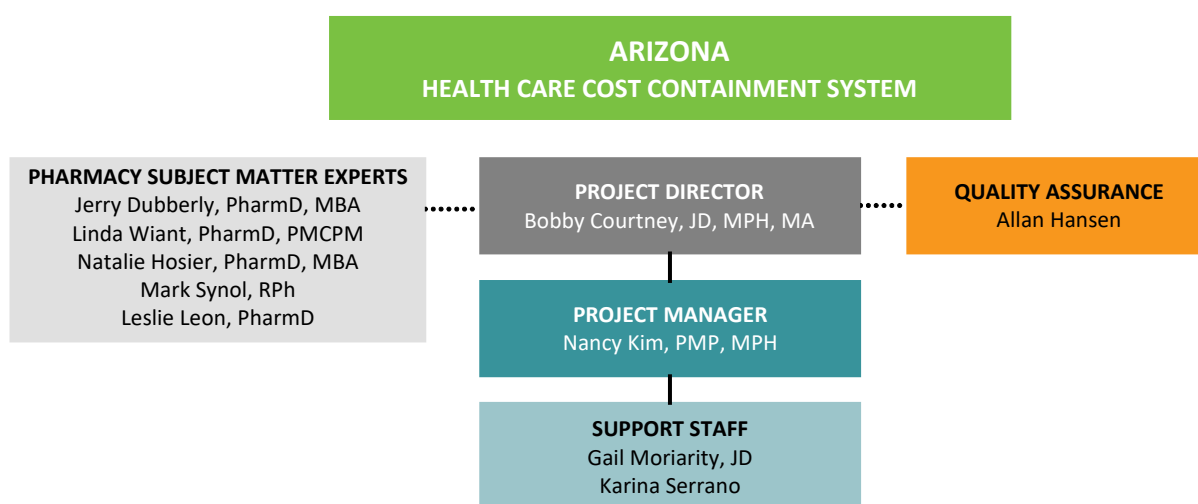 ARIZONA
HEALTH CARE COST CONTAINMENT SYSTEM
PHARMACY SUBJECT MATTER EXPERTS
Jerry Dubberly, PharmD, MBA
Linda Wiant, PharmD, PMCPM
Natalie Hosier, PharmD, MBA
Mark Synol, RPh
Leslie Leon, PharmD
PROJECT DIRECTOR
Bobby Courtney, JD, MPH, MA
QUALITY ASSURANCE
Allan Hansen
PROJECT MANAGER
Nancy Kim, PMP, MPH
SUPPORT STAFF
Gail Moriarity, JD
Karina Serrano